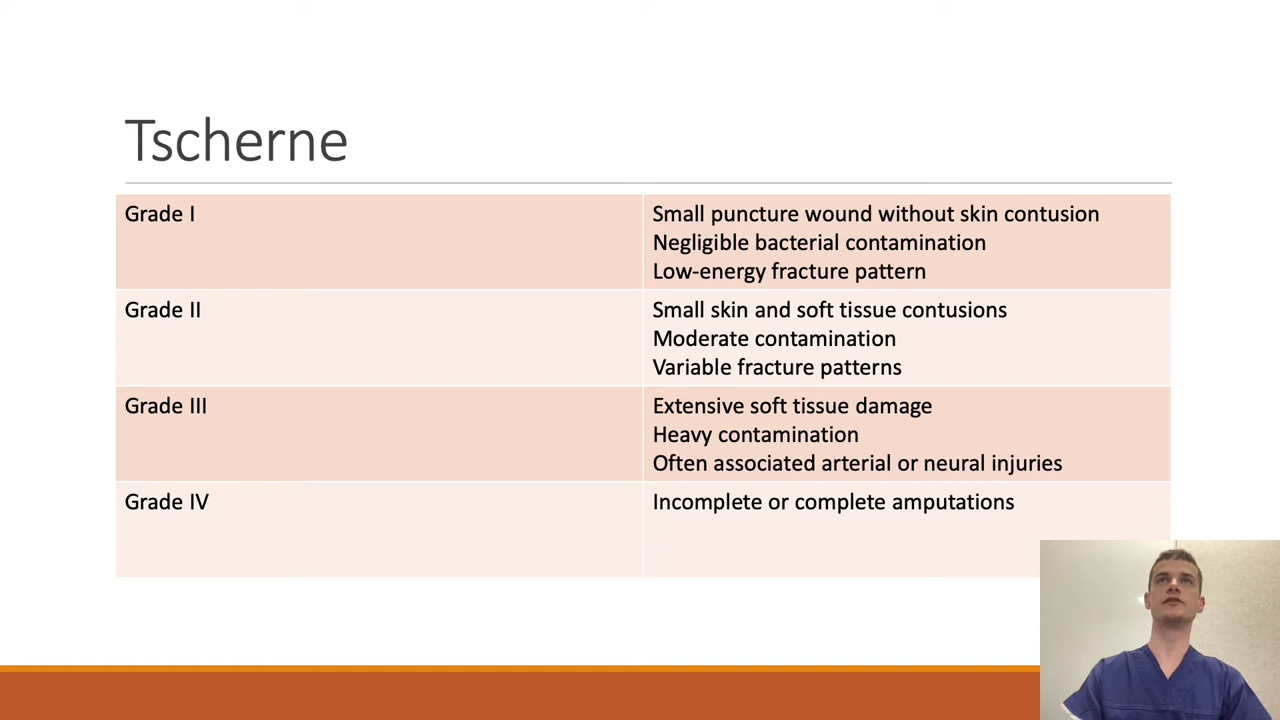 Tscherne
Grade I
Small puncture wound without skin contusion
Negligible bacterial contamination
Low-energy fracture pattern
Grade II
Small skin and soft tissue contusions
Moderate contamination
Variable fracture patterns
Grade III
Extensive soft tissue damage
Heavy contamination
Often associated arterial or neural injuries
Grade IV
Incomplete or complete amputations